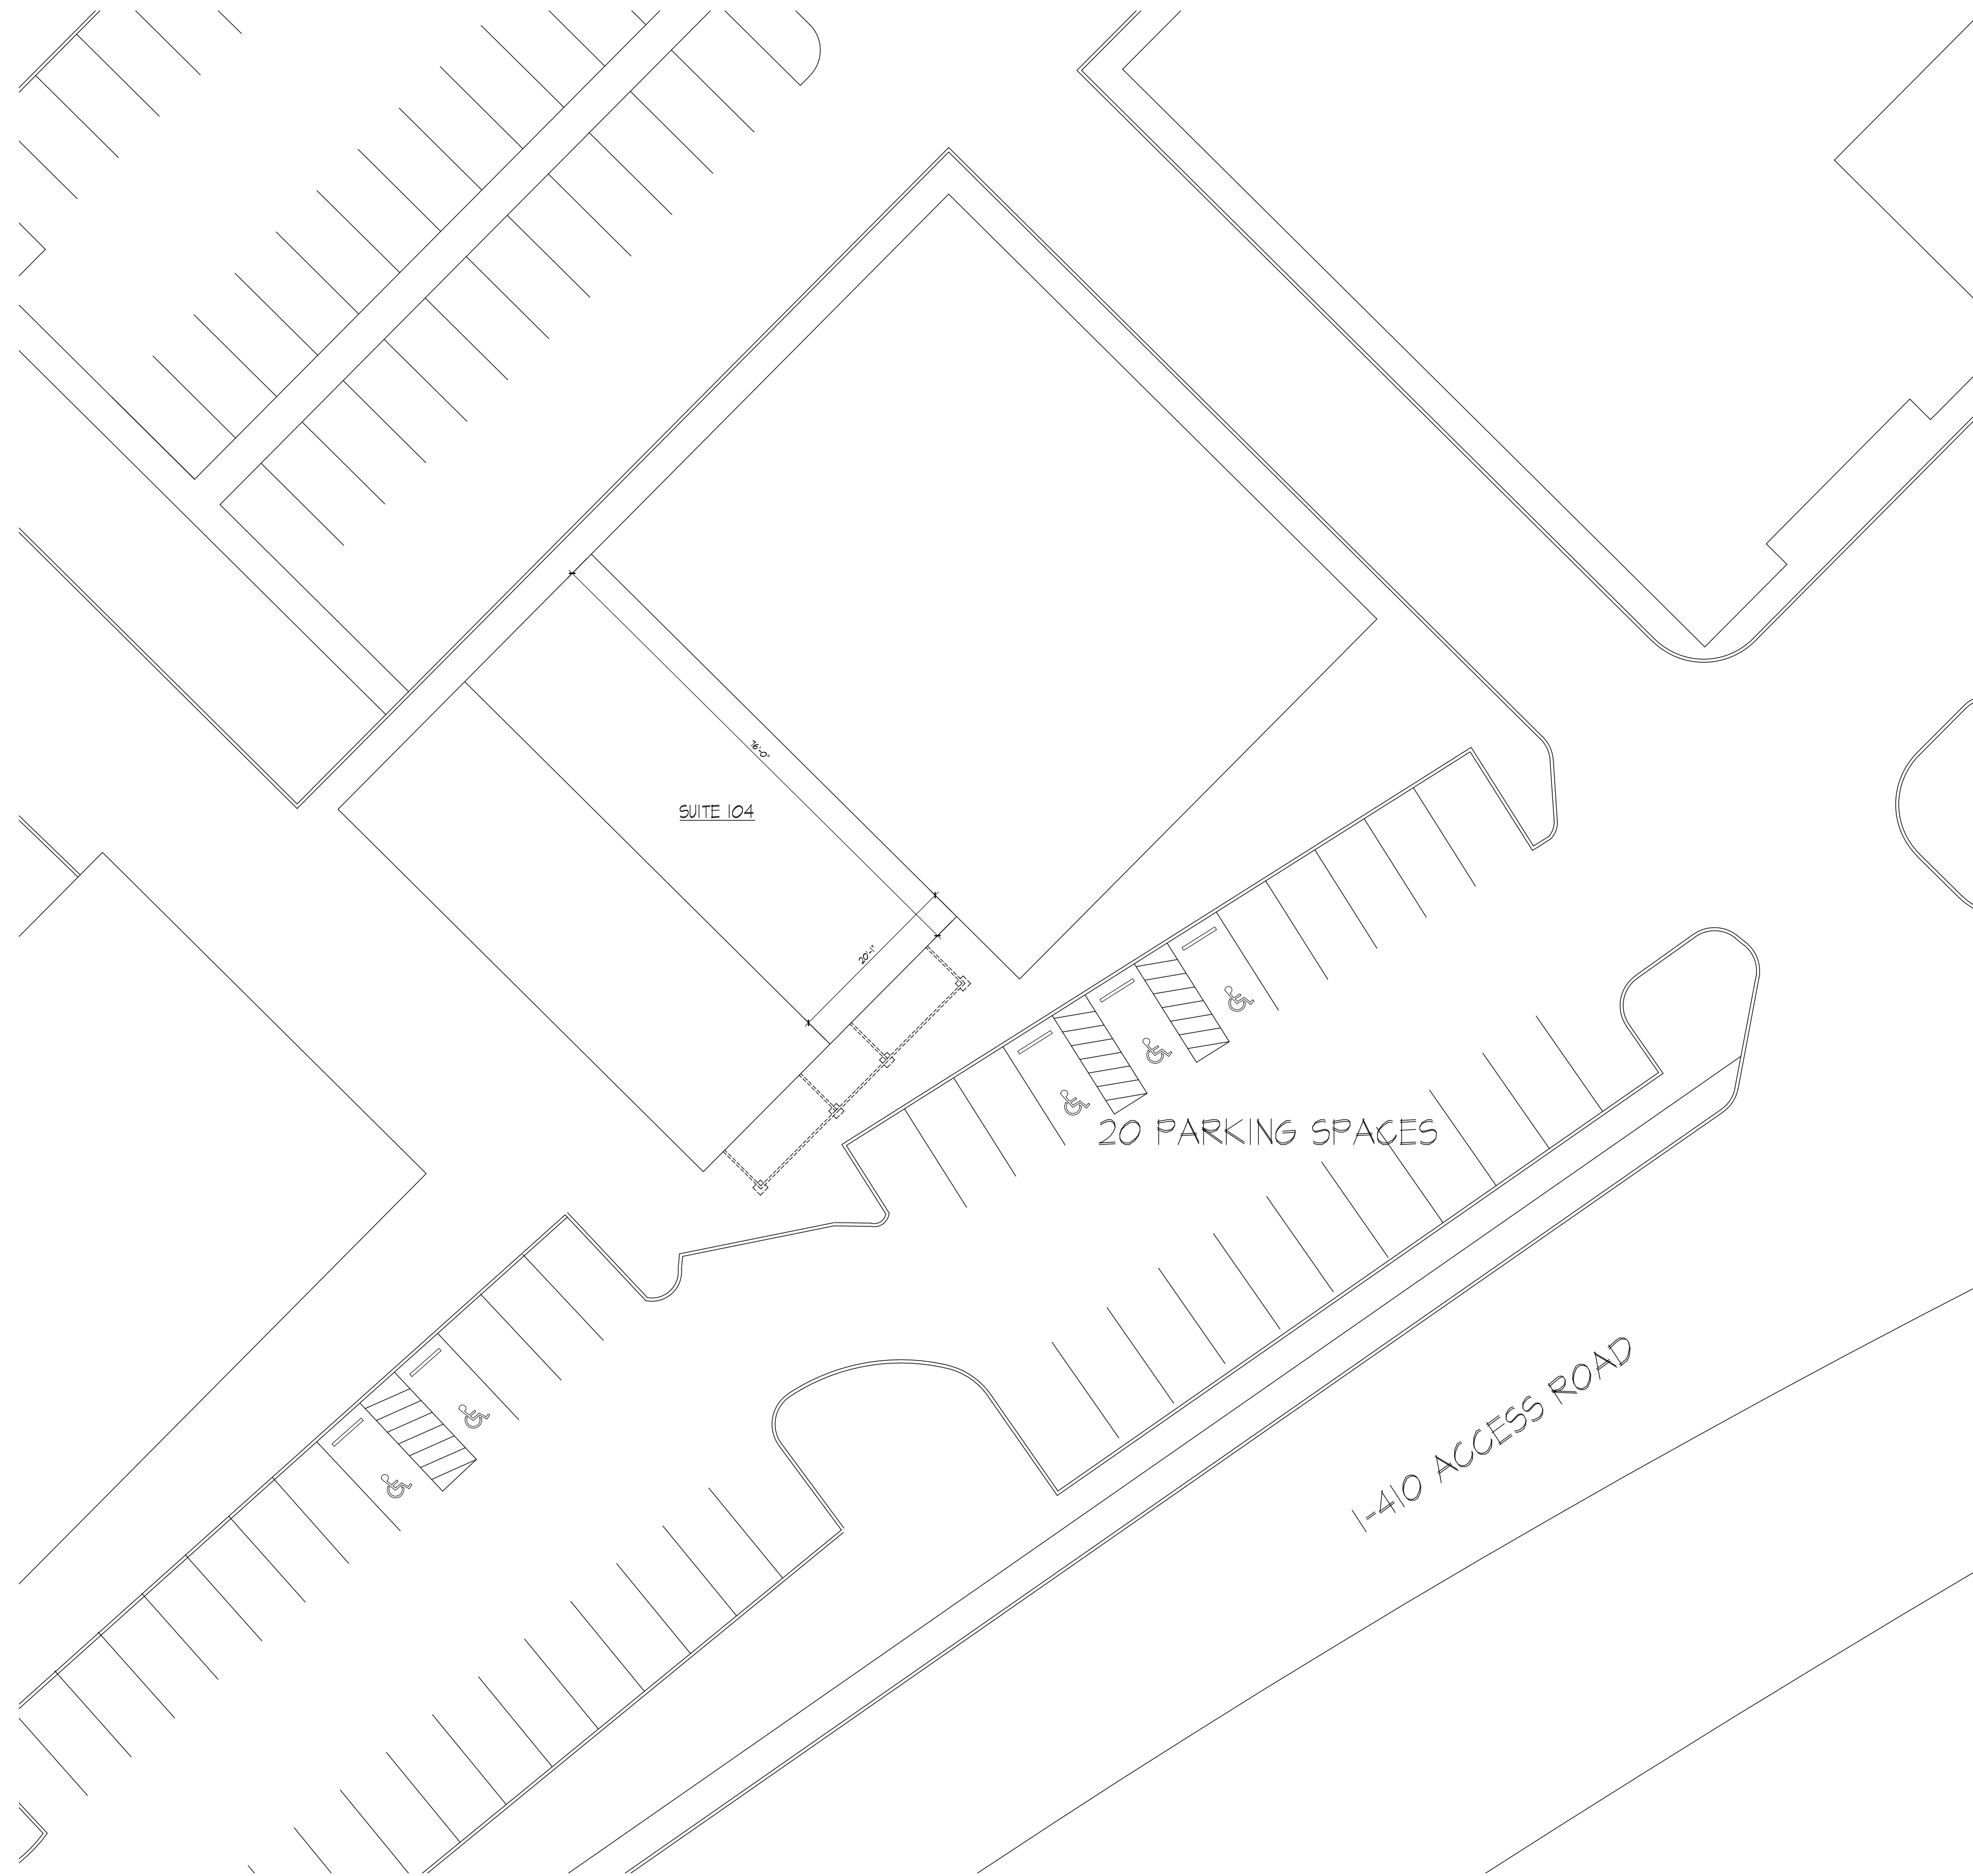 76'-0"
SUITE 104
20'-1"
20 PARKING SPACES
I-410 ACCESS ROAD